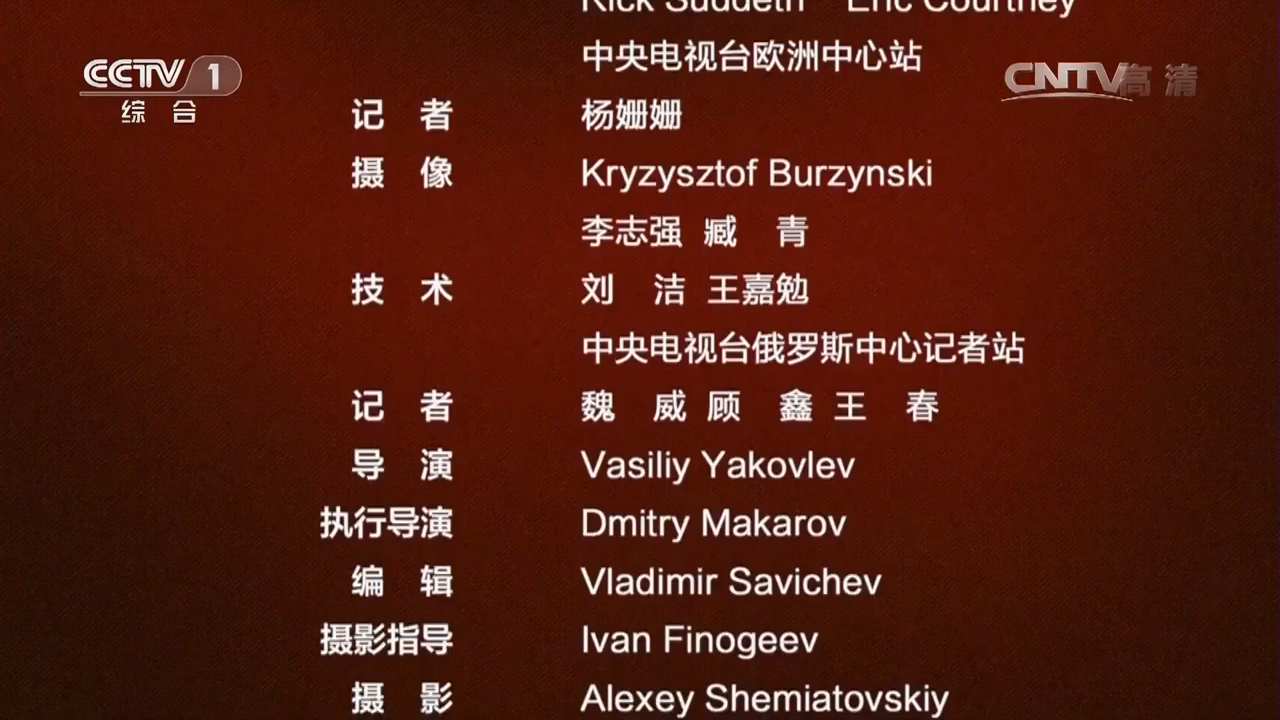 Rick Suddeth Eric Courtney
中央电视台欧洲中心站
CCTV 1
综合
CNTV高清
记者 杨姗姗
摄像 Kryzysztof Burzynski
李志强 臧青
技术 刘洁 王嘉勉
中央电视台俄罗斯中心记者站
记者 魏威 顾鑫 王春
导演 Vasiliy Yakovlev
执行导演 Dmitry Makarov
编辑 Vladimir Savichev
摄影指导 Ivan Finogeev
摄影 Alexey Shemiatovskiy